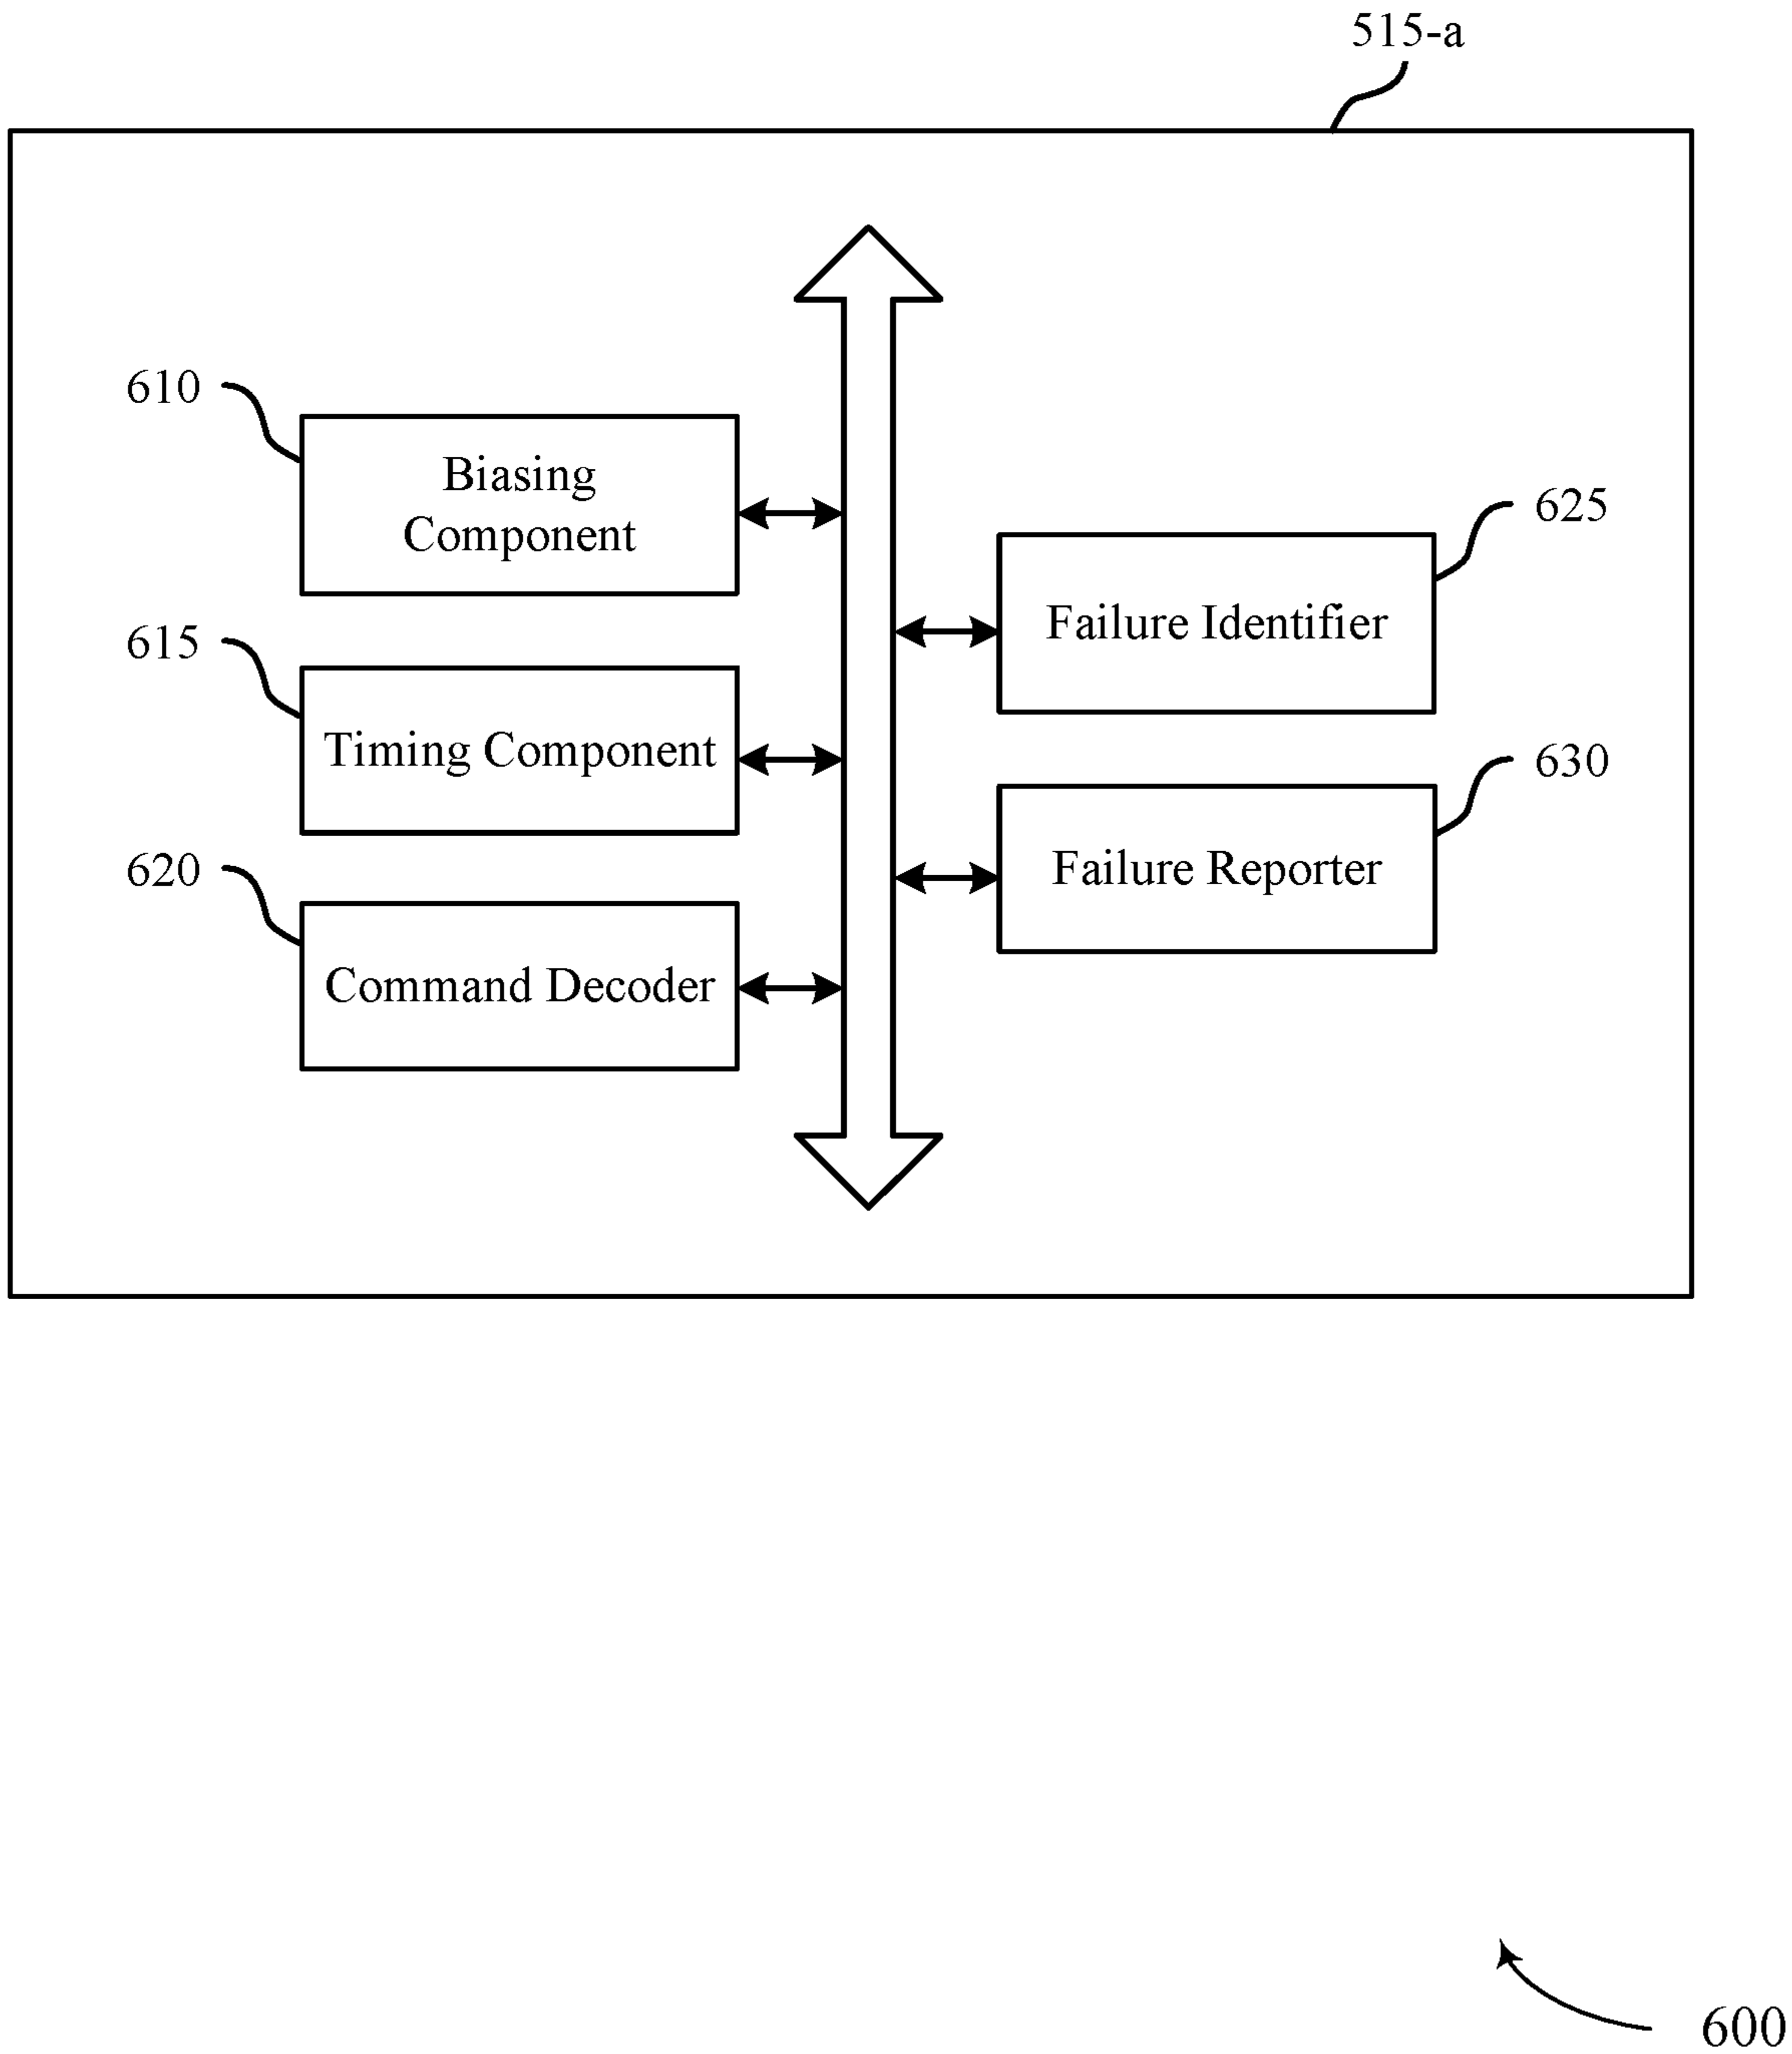 515-a
610
Biasing
Component
625
Failure Identifier
615
Timing Component
630
Failure Reporter
620
Command Decoder
600